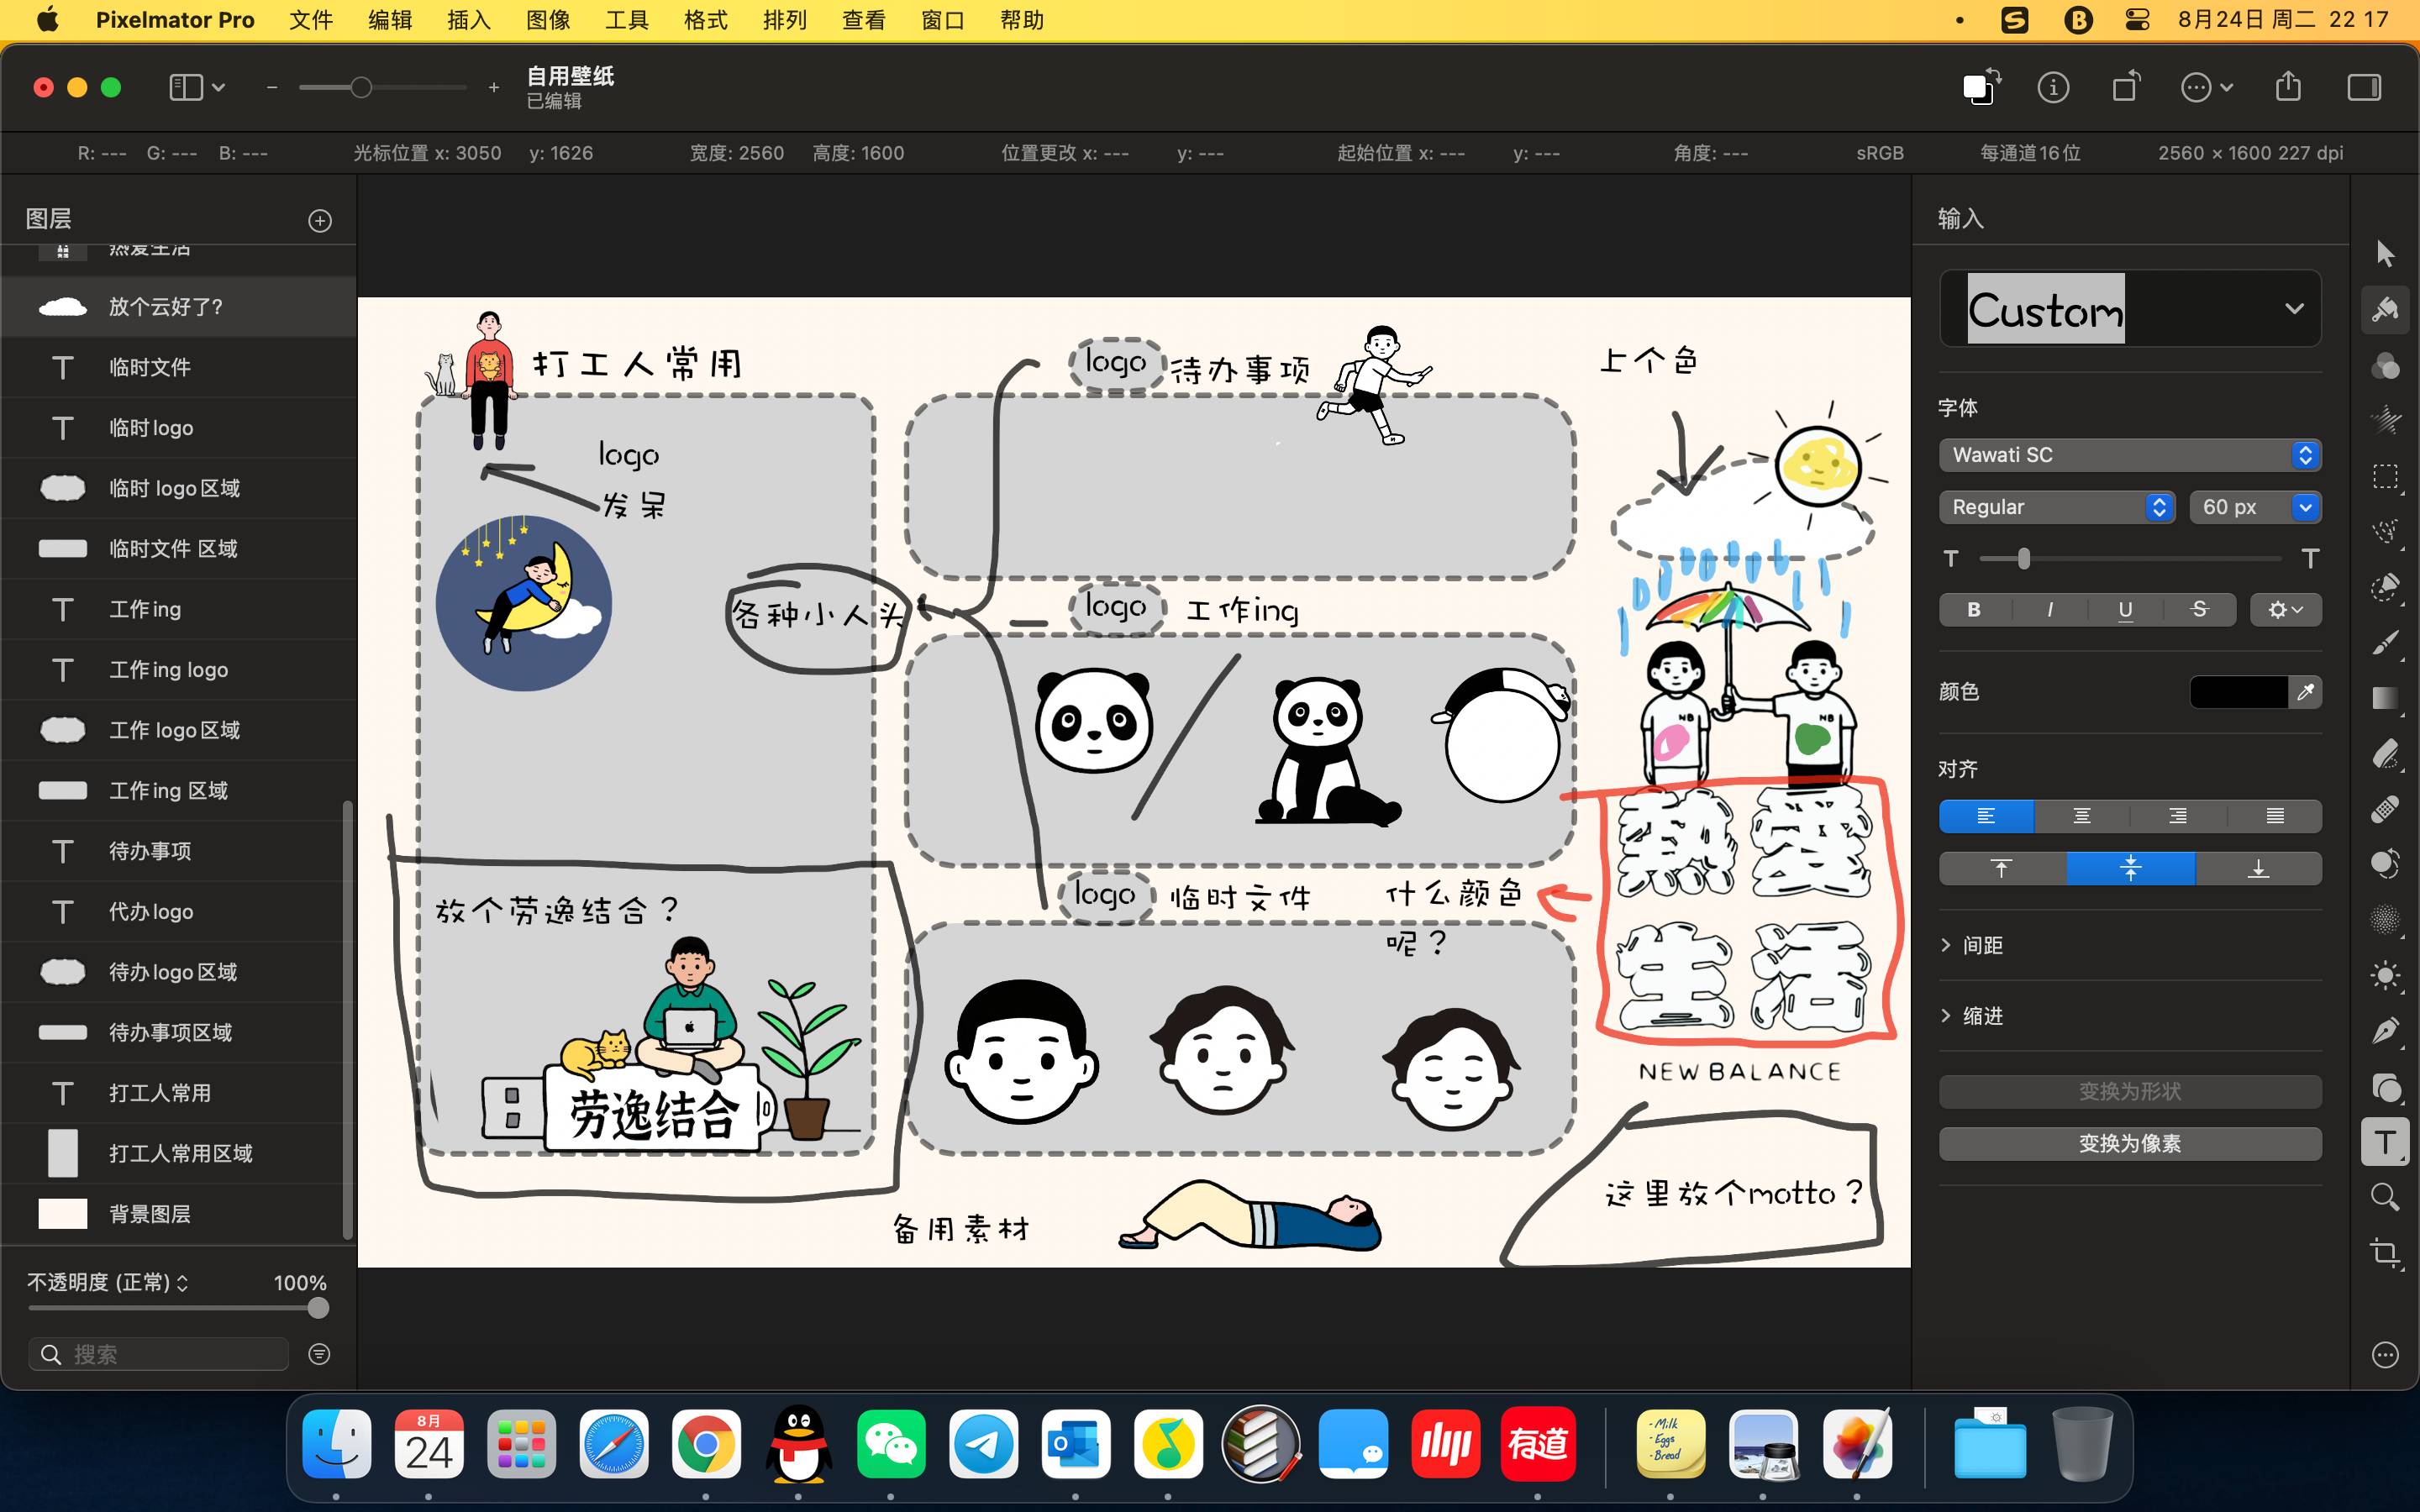 Pixelmator Pro 文件 编辑 插入 图像 工具 格式 排列 查看 窗口 帮助 8月24日 周二 22 17
自用壁纸
已编辑
R: --- G: --- B: --- 光标位置 x: 3050 y: 1626 宽度: 2560 高度: 1600 位置更改 x: --- y: --- 起始位置 x: --- y: --- 角度: --- sRGB 每通道16位 2560 × 1600 227 dpi
图层
热爱生活
放个云好了?
临时文件
临时logo
临时 logo区域
临时文件 区域
工作ing
工作ing logo
工作 logo区域
工作ing 区域
待办事项
代办logo
待办logo区域
待办事项区域
打工人常用
打工人常用区域
背景图层
不透明度 (正常) 100%
搜索
打工人常用
logo
发呆
各种小人头
放个劳逸结合？
劳逸结合
logo 待办事项
logo 工作ing
logo 临时文件
什么颜色
呢？
备用素材
上个色
NB
NB
热爱
生活
NEW BALANCE
这里放个motto？
输入
Custom
字体
Wawati SC
Regular 60 px
T T
B I U S
颜色
对齐
间距
缩进
变换为形状
变换为像素
T
8月
24
有道
- Milk
- Eggs
- Bread